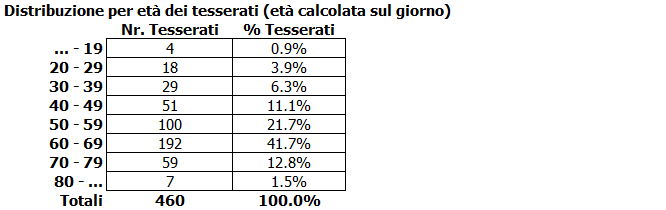 Distribuzione per età dei tesserati (età calcolata sul giorno)
Nr. Tesserati % Tesserati
... - 19 4 0.9%
20 - 29 18 3.9%
30 - 39 29 6.3%
40 - 49 51 11.1%
50 - 59 100 21.7%
60 - 69 192 41.7%
70 - 79 59 12.8%
80 - ... 7 1.5%
Totali 460 100.0%